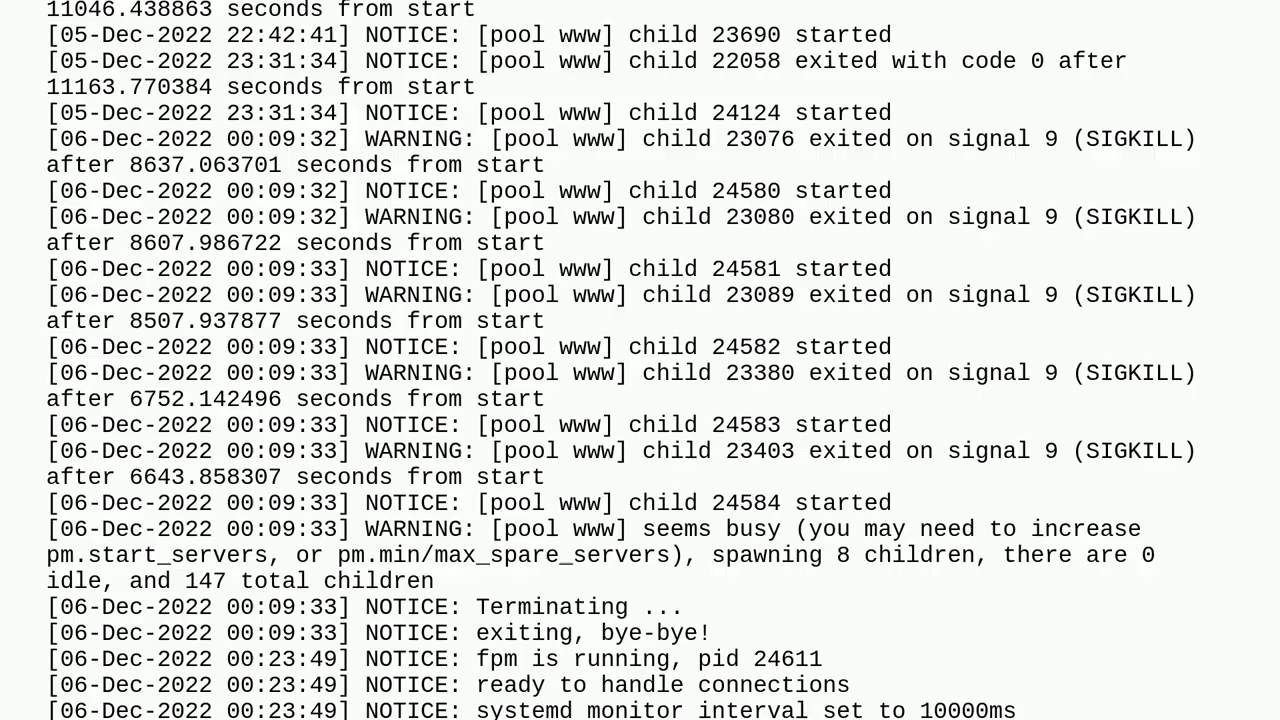 11046.438863 seconds from start
[05-Dec-2022 22:42:41] NOTICE: [pool www] child 23690 started
[05-Dec-2022 23:31:34] NOTICE: [pool www] child 22058 exited with code 0 after
11163.770384 seconds from start
[05-Dec-2022 23:31:34] NOTICE: [pool www] child 24124 started
[06-Dec-2022 00:09:32] WARNING: [pool www] child 23076 exited on signal 9 (SIGKILL)
after 8637.063701 seconds from start
[06-Dec-2022 00:09:32] NOTICE: [pool www] child 24580 started
[06-Dec-2022 00:09:32] WARNING: [pool www] child 23080 exited on signal 9 (SIGKILL)
after 8607.986722 seconds from start
[06-Dec-2022 00:09:33] NOTICE: [pool www] child 24581 started
[06-Dec-2022 00:09:33] WARNING: [pool www] child 23089 exited on signal 9 (SIGKILL)
after 8507.937877 seconds from start
[06-Dec-2022 00:09:33] NOTICE: [pool www] child 24582 started
[06-Dec-2022 00:09:33] WARNING: [pool www] child 23380 exited on signal 9 (SIGKILL)
after 6752.142496 seconds from start
[06-Dec-2022 00:09:33] NOTICE: [pool www] child 24583 started
[06-Dec-2022 00:09:33] WARNING: [pool www] child 23403 exited on signal 9 (SIGKILL)
after 6643.858307 seconds from start
[06-Dec-2022 00:09:33] NOTICE: [pool www] child 24584 started
[06-Dec-2022 00:09:33] WARNING: [pool www] seems busy (you may need to increase
pm.start_servers, or pm.min/max_spare_servers), spawning 8 children, there are 0
idle, and 147 total children
[06-Dec-2022 00:09:33] NOTICE: Terminating ...
[06-Dec-2022 00:09:33] NOTICE: exiting, bye-bye!
[06-Dec-2022 00:23:49] NOTICE: fpm is running, pid 24611
[06-Dec-2022 00:23:49] NOTICE: ready to handle connections
[06-Dec-2022 00:23:49] NOTICE: systemd monitor interval set to 10000ms